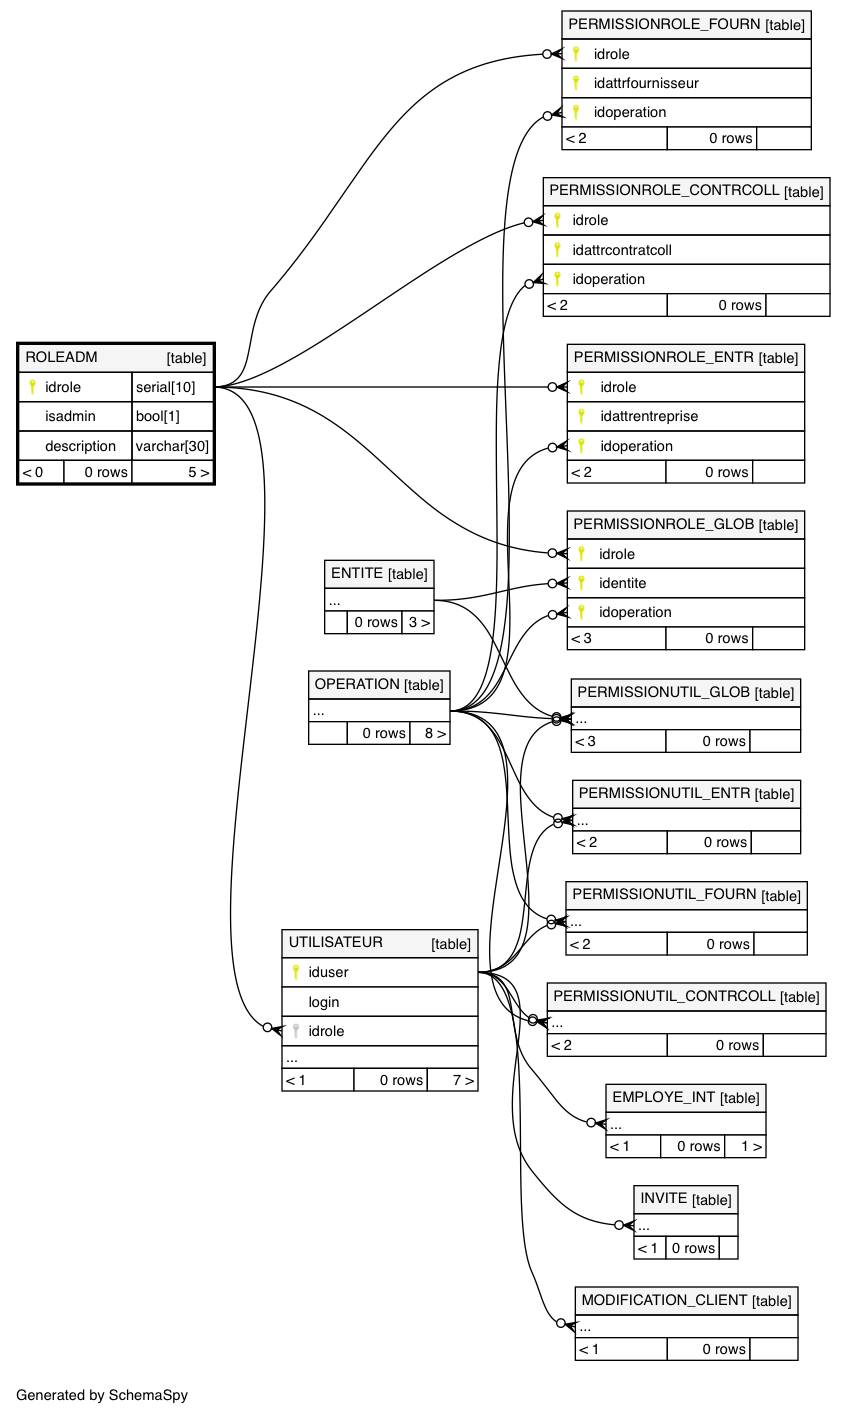 PERMISSIONROLE_FOURN [table]
idrole
idattrfournisseur
idoperation
< 2 0 rows
PERMISSIONROLE_CONTRCOLL [table]
idrole
idattrcontratcoll
idoperation
< 2 0 rows
ROLEADM [table]
idrole serial[10]
isadmin bool[1]
description varchar[30]
< 0 0 rows 5 >
PERMISSIONROLE_ENTR [table]
idrole
idattrentreprise
idoperation
< 2 0 rows
PERMISSIONROLE_GLOB [table]
idrole
identite
idoperation
< 3 0 rows
ENTITE [table]
...
0 rows 3 >
OPERATION [table]
...
0 rows 8 >
PERMISSIONUTIL_GLOB [table]
...
< 3 0 rows
PERMISSIONUTIL_ENTR [table]
...
< 2 0 rows
PERMISSIONUTIL_FOURN [table]
...
< 2 0 rows
UTILISATEUR [table]
iduser
login
idrole
...
< 1 0 rows 7 >
PERMISSIONUTIL_CONTRCOLL [table]
...
< 2 0 rows
EMPLOYE_INT [table]
...
< 1 0 rows 1 >
INVITE [table]
...
< 1 0 rows
MODIFICATION_CLIENT [table]
...
< 1 0 rows
Generated by SchemaSpy